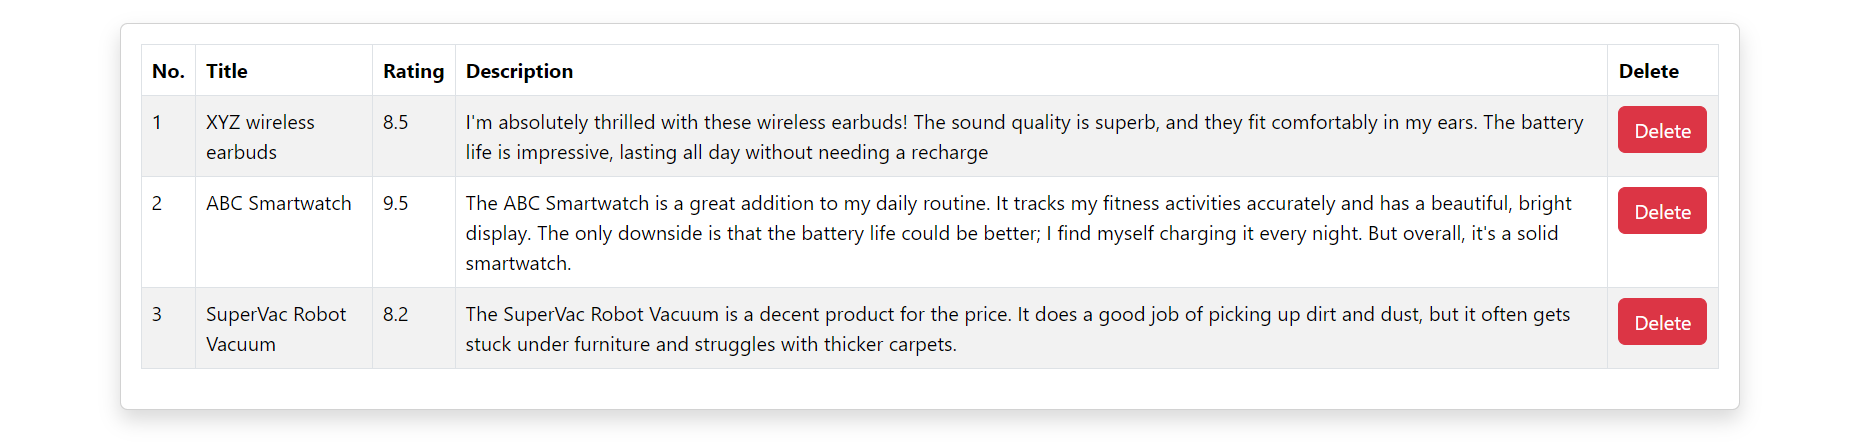 No. Title Rating Description Delete
1 XYZ wireless earbuds 8.5 I'm absolutely thrilled with these wireless earbuds! The sound quality is superb, and they fit comfortably in my ears. The battery life is impressive, lasting all day without needing a recharge Delete
2 ABC Smartwatch 9.5 The ABC Smartwatch is a great addition to my daily routine. It tracks my fitness activities accurately and has a beautiful, bright display. The only downside is that the battery life could be better; I find myself charging it every night. But overall, it's a solid smartwatch. Delete
3 SuperVac Robot Vacuum 8.2 The SuperVac Robot Vacuum is a decent product for the price. It does a good job of picking up dirt and dust, but it often gets stuck under furniture and struggles with thicker carpets. Delete